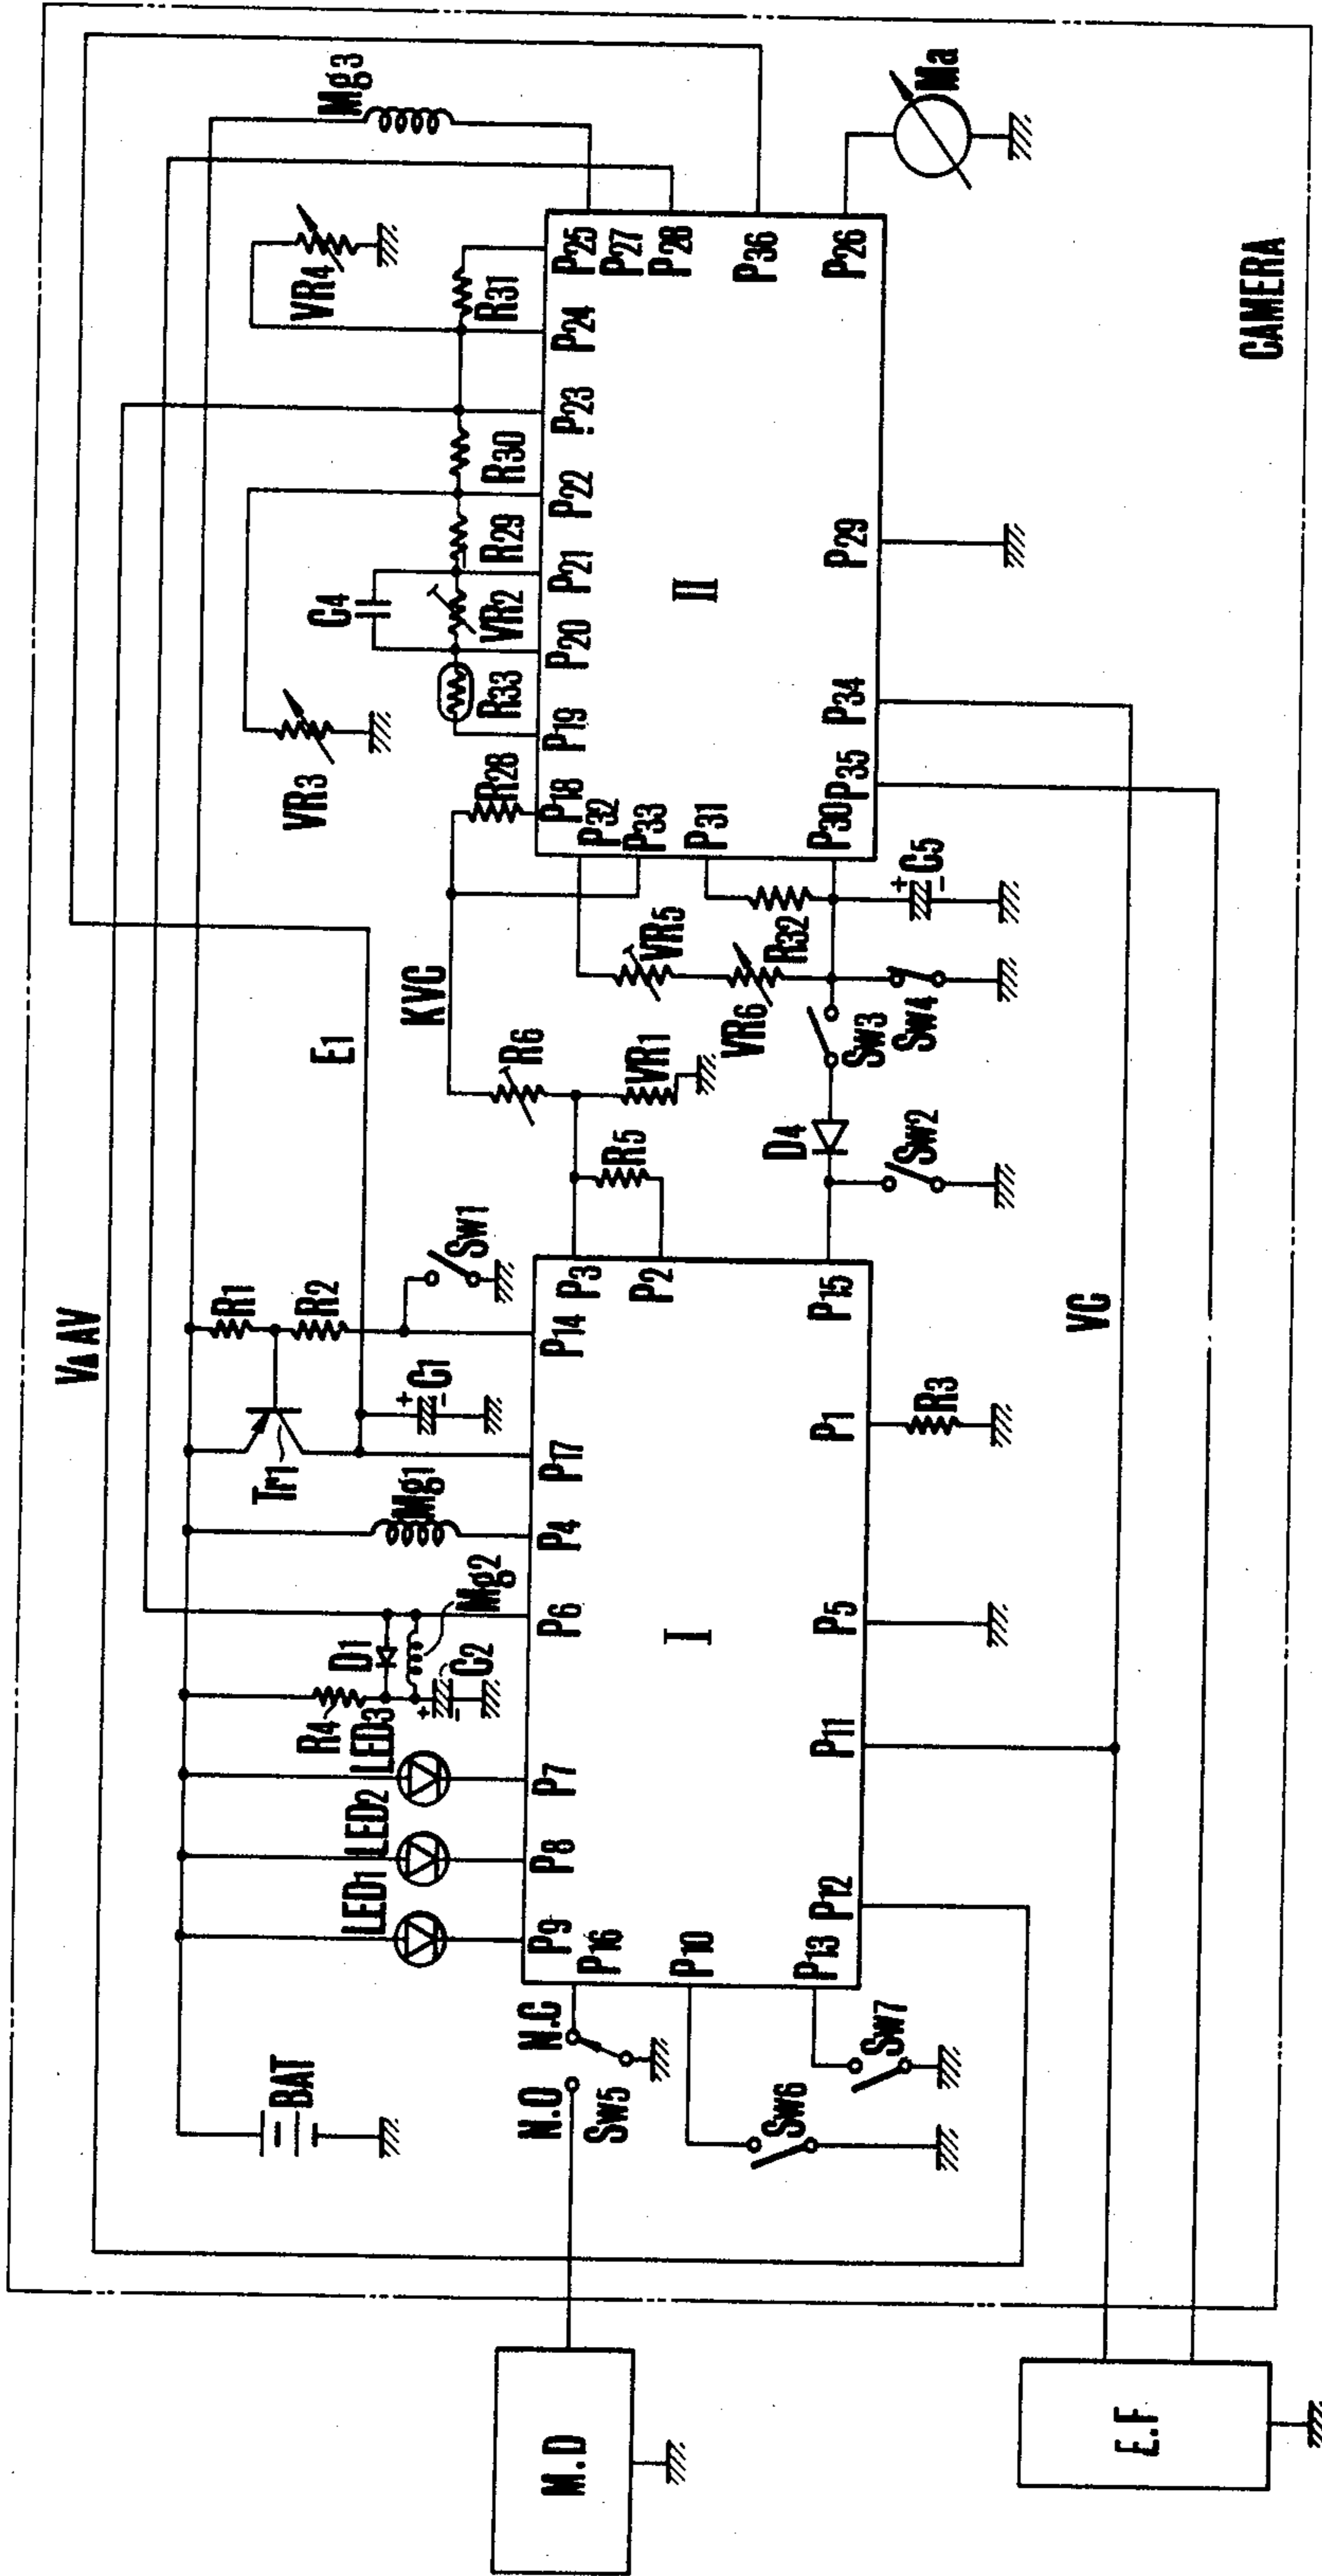 VΔAV
E1
KVC
VC
CAMERA
BAT
LED1
LED2
LED3
R4
D1
Mg2
C2
Mg1
Tr1
C1
R1
R2
SW1
VR3
C4
VR4
Mg3
R28
R33
VR2
R29
R30
R31
P18
P19
P20
P21
P22
P23
P24
P25
P27
P28
P36
P26
Ma
P32
P33
P31
P30
P35
P34
P29
II
R6
VR1
R5
VR5
VR6
R32
C5
D4
SW3
SW4
SW2
P9
P8
P7
P6
P4
P17
P14
P3
P2
P15
P16
P10
P13
P12
P11
P5
P1
R3
I
N.O
N.C
SW5
SW6
SW7
M.D
E.F